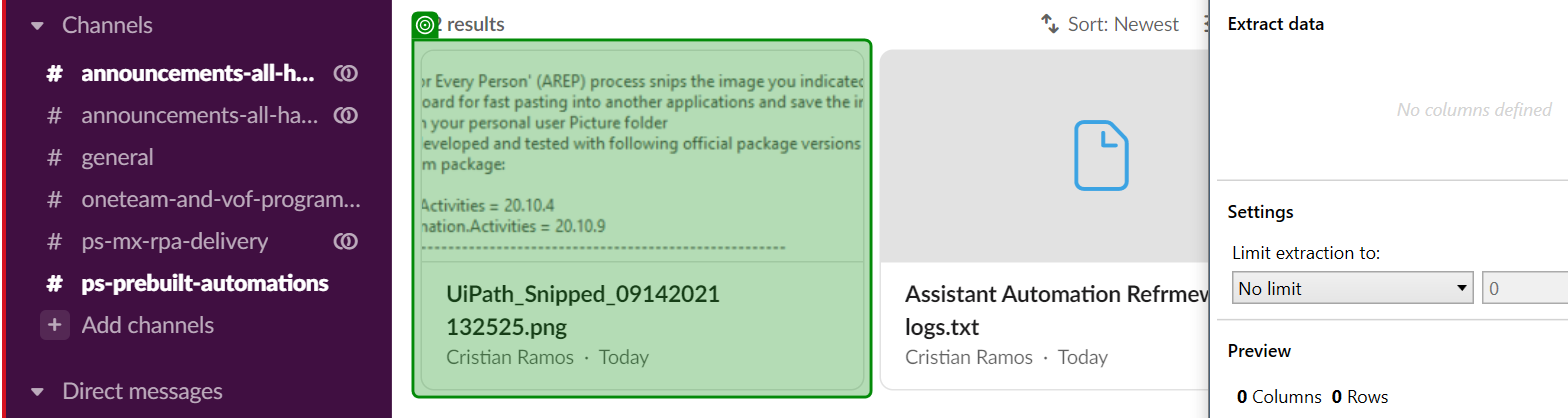 Channels
# announcements-all-h...
# announcements-all-ha...
# general
# oneteam-and-vof-program...
# ps-mx-rpa-delivery
# ps-prebuilt-automations
+ Add channels
Direct messages
2 results
Sort: Newest
or Every Person' (AREP) process snips the image you indicated
oard for fast pasting into another applications and save the
n your personal user Picture folder
eveloped and tested with following official package versions
m package:
Activities = 20.10.4
nation.Activities = 20.10.9
-------------------------------------------------------
UiPath_Snipped_09142021
132525.png
Cristian Ramos · Today
Assistant Automation Refrmew
logs.txt
Cristian Ramos · Today
Extract data
No columns defined
Settings
Limit extraction to:
No limit
0
Preview
0 Columns 0 Rows